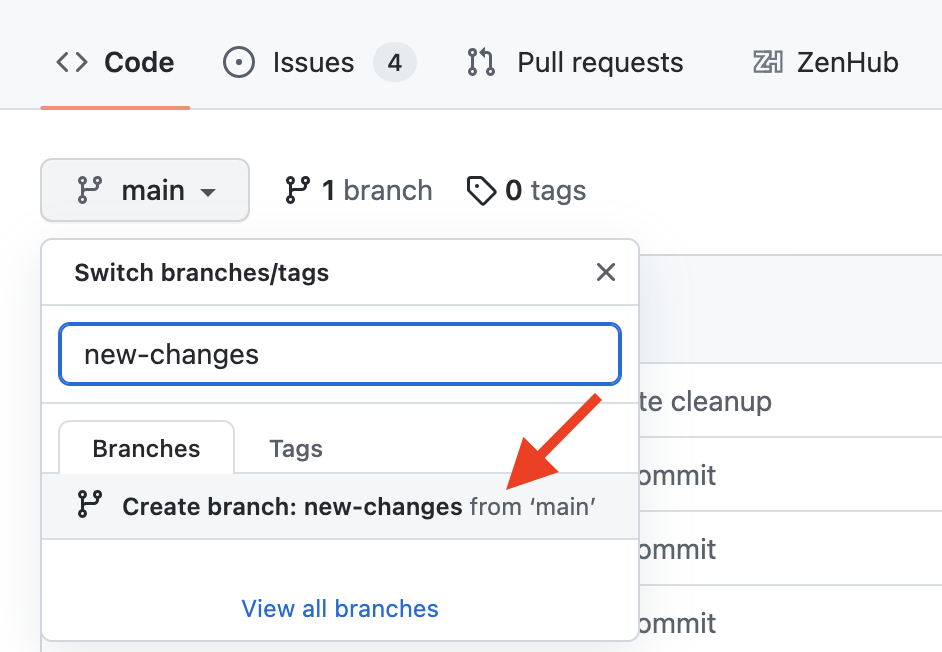 Code Issues 4 Pull requests ZenHub
main 1 branch 0 tags
Switch branches/tags
new-changes
te cleanup
Branches Tags
ommit
Create branch: new-changes from ‘main’
ommit
View all branches
ommit